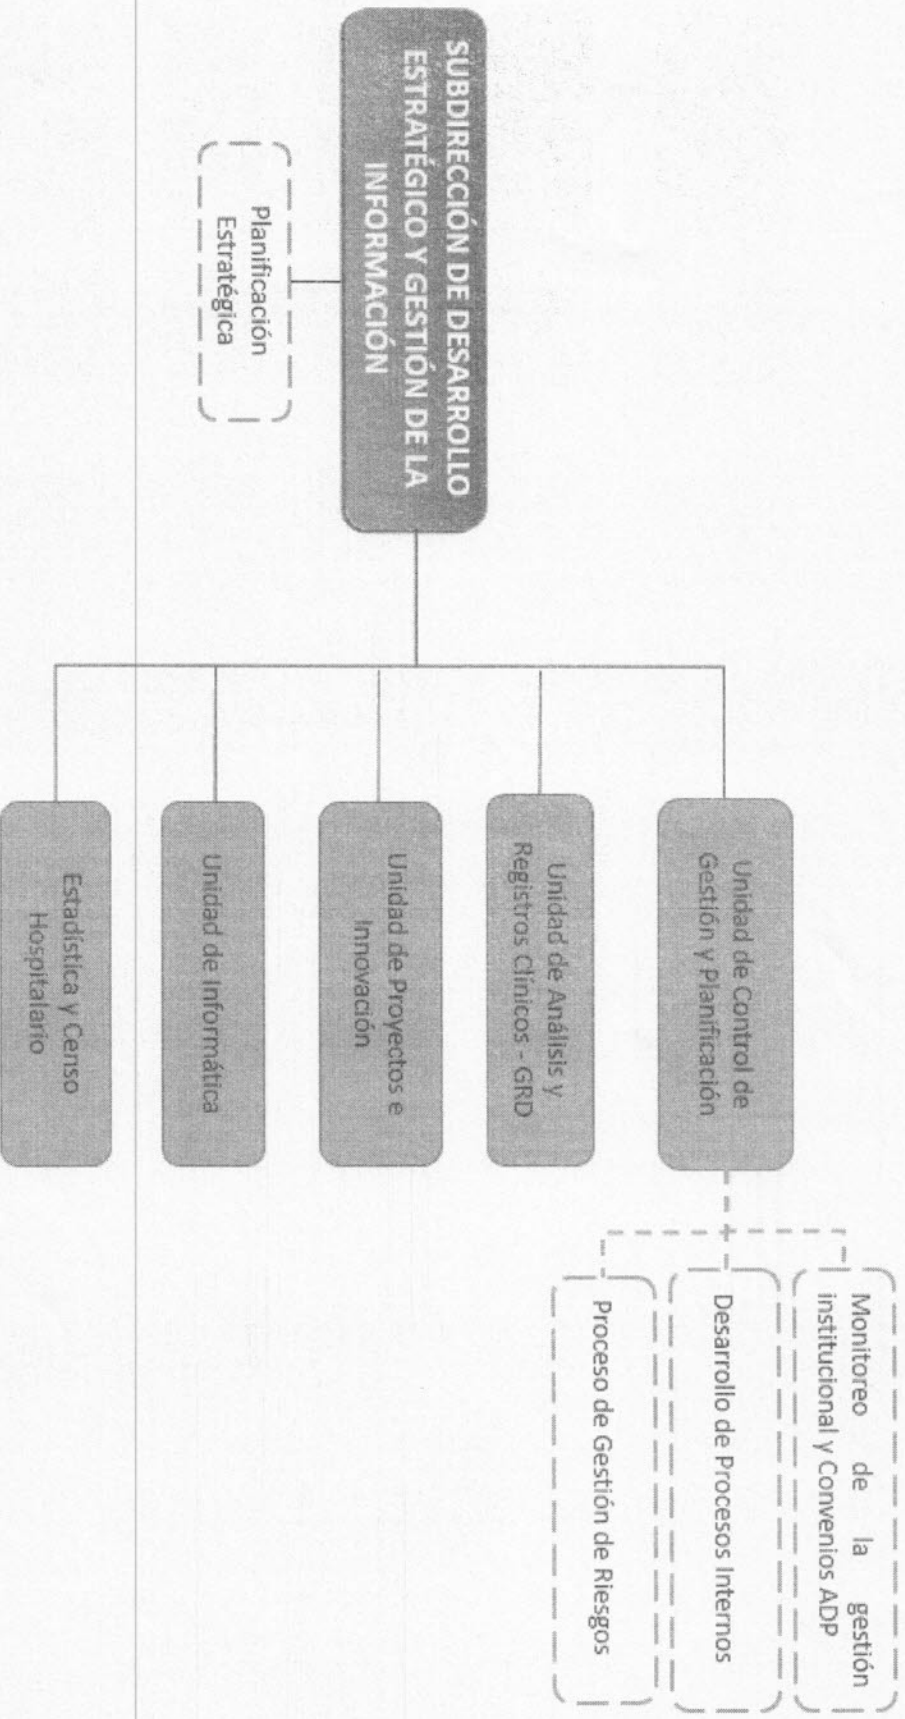 SUBDIRECCIÓN DE DESARROLLO
ESTRATÉGICO Y GESTIÓN DE LA
INFORMACIÓN
Planificación
Estratégica
Unidad de Control de
Gestión y Planificación
Monitoreo de la gestión
institucional y Convenios ADP
Desarrollo de Procesos Internos
Proceso de Gestión de Riesgos
Unidad de Análisis y
Registros Clínicos - GRD
Unidad de Proyectos e
Innovación
Unidad de Informática
Estadística y Censo
Hospitalario